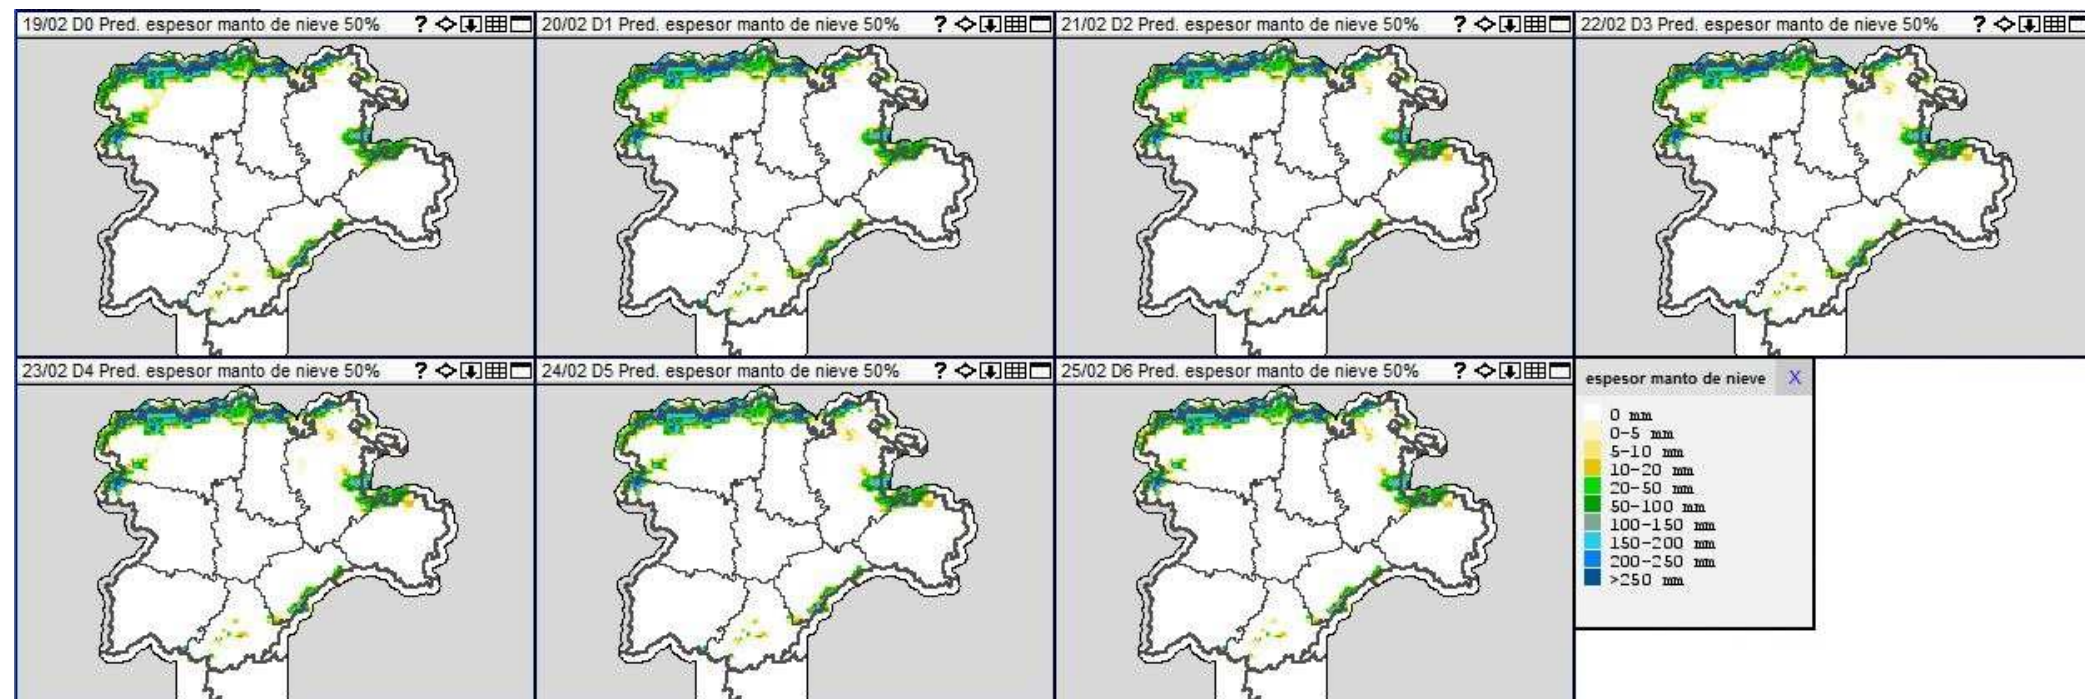 19/02 D0 Pred. espesor manto de nieve 50% ?
20/02 D1 Pred. espesor manto de nieve 50% ?
21/02 D2 Pred. espesor manto de nieve 50% ?
22/02 D3 Pred. espesor manto de nieve 50% ?
23/02 D4 Pred. espesor manto de nieve 50% ?
24/02 D5 Pred. espesor manto de nieve 50% ?
25/02 D6 Pred. espesor manto de nieve 50% ?
espesor manto de nieve X
0 mm
0-5 mm
5-10 mm
10-20 mm
20-50 mm
50-100 mm
100-150 mm
150-200 mm
200-250 mm
>250 mm